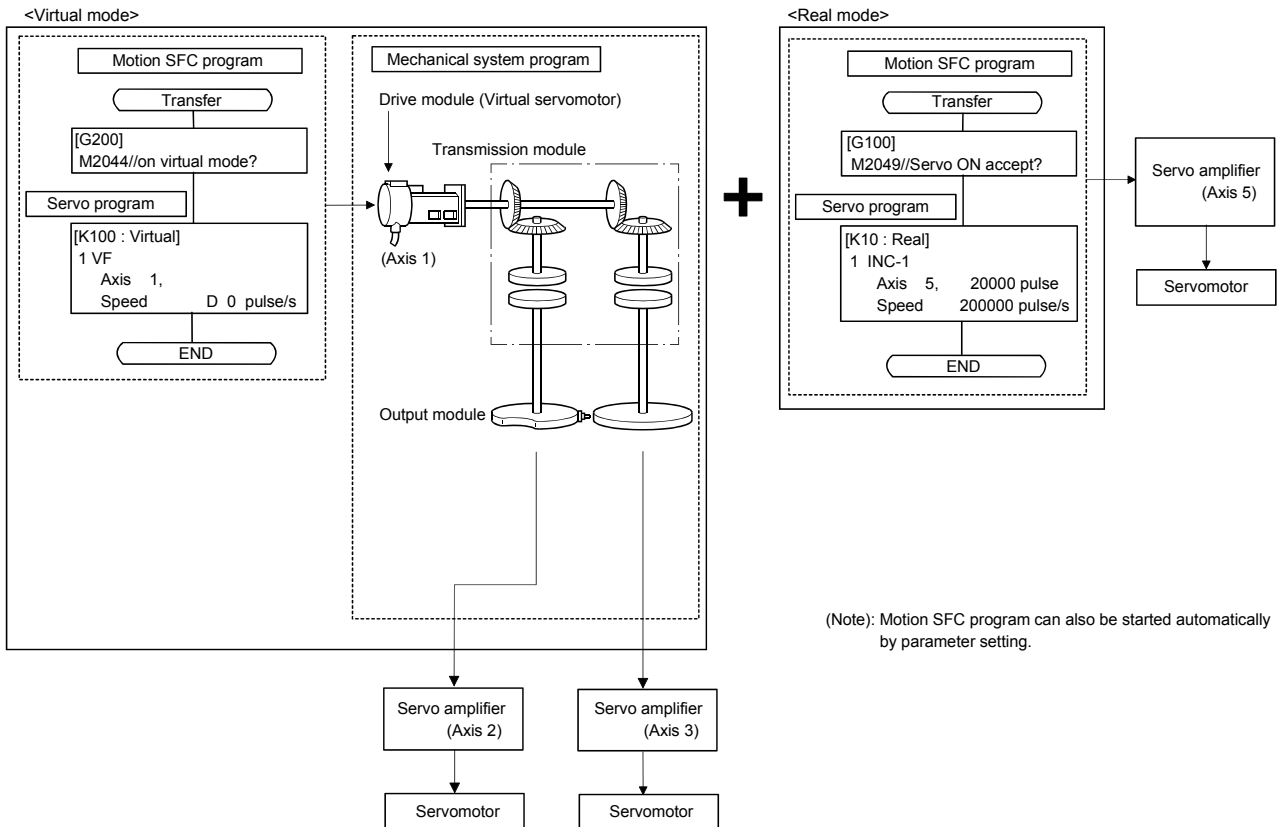 <Virtual mode>
Motion SFC program
Transfer
[G200]
M2044//on virtual mode?
Servo program
[K100 : Virtual]
1 VF
Axis 1,
Speed D 0 pulse/s
END
Mechanical system program
Drive module (Virtual servomotor)
Transmission module
(Axis 1)
Output module
Servo amplifier
(Axis 2)
Servomotor
Servo amplifier
(Axis 3)
Servomotor
<Real mode>
Motion SFC program
Transfer
[G100]
M2049//Servo ON accept?
Servo program
[K10 : Real]
1 INC-1
Axis 5, 20000 pulse
Speed 200000 pulse/s
END
Servo amplifier
(Axis 5)
Servomotor
(Note): Motion SFC program can also be started automatically
by parameter setting.